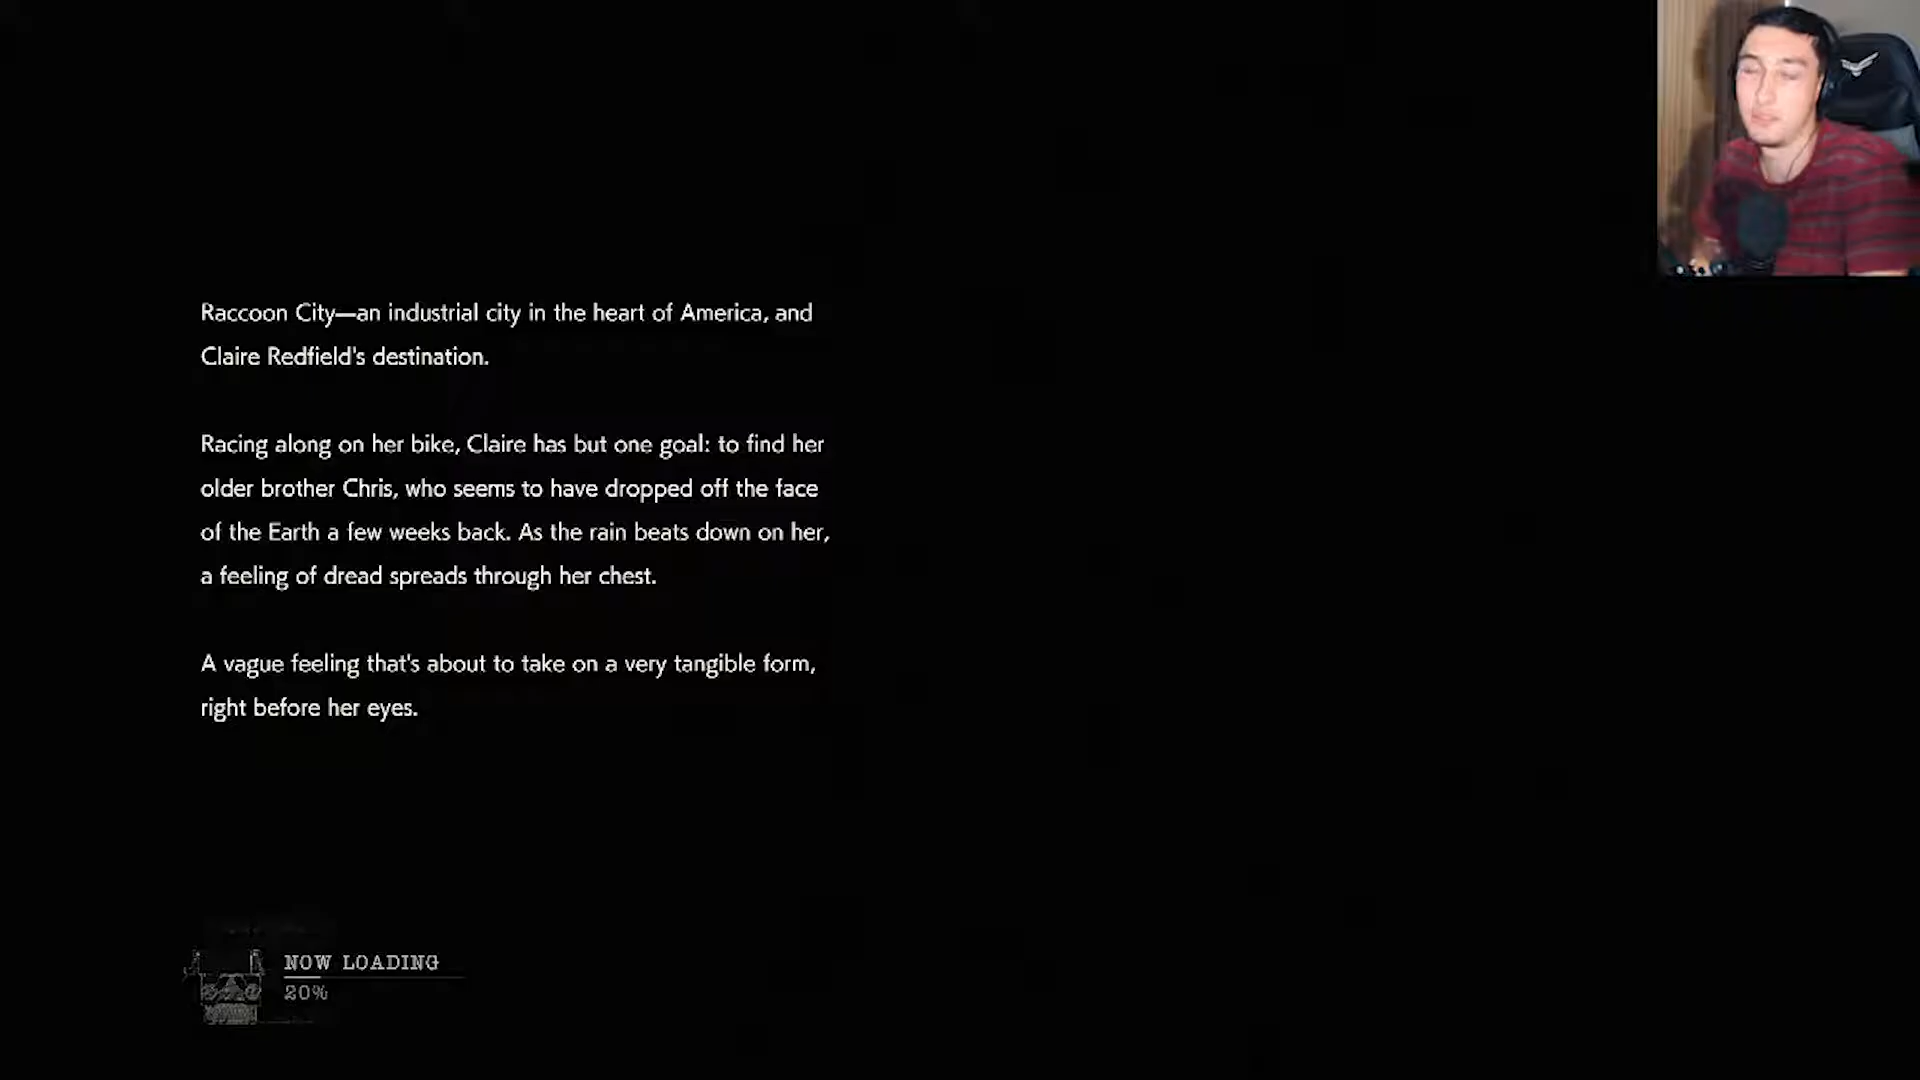 Raccoon City—an industrial city in the heart of America, and
Claire Redfield's destination.
Racing along on her bike, Claire has but one goal: to find her
older brother Chris, who seems to have dropped off the face
of the Earth a few weeks back. As the rain beats down on her,
a feeling of dread spreads through her chest.
A vague feeling that's about to take on a very tangible form,
right before her eyes.
NOW LOADING
20%